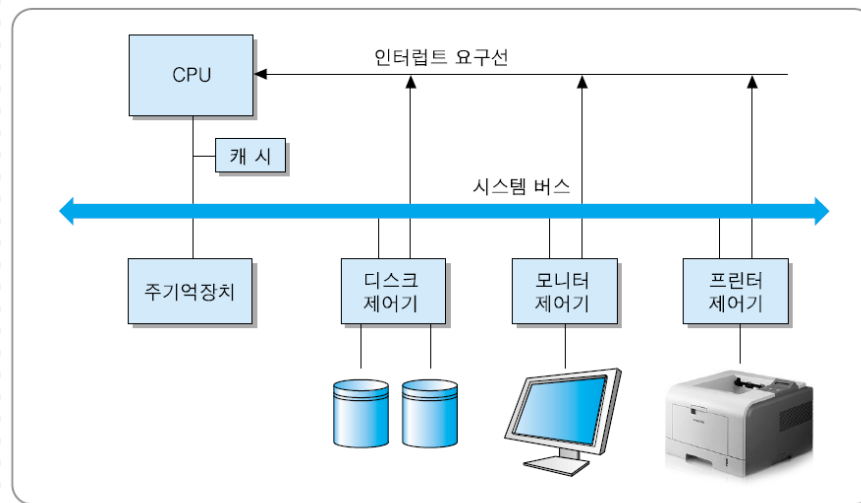 인터럽트 요구선
CPU
캐 시
시스템 버스
주기억장치
디스크
제어기
모니터
제어기
프린터
제어기